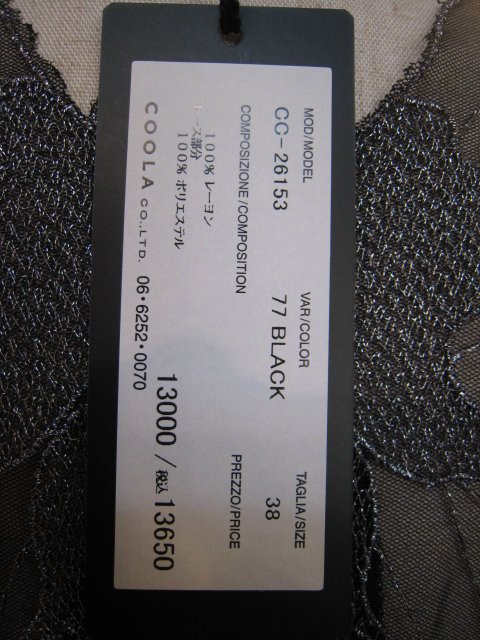 MOD/MODEL VAR/COLOR TAGLIA/SIZE
CC-26153 77 BLACK 38
COMPOSIZIONE/COMPOSITION PREZZO/PRICE
100% レーヨン
レース部分
100% ポリエステル
13000 / 税込 13650
COOLA CO.,LTD. 06・6252・0070